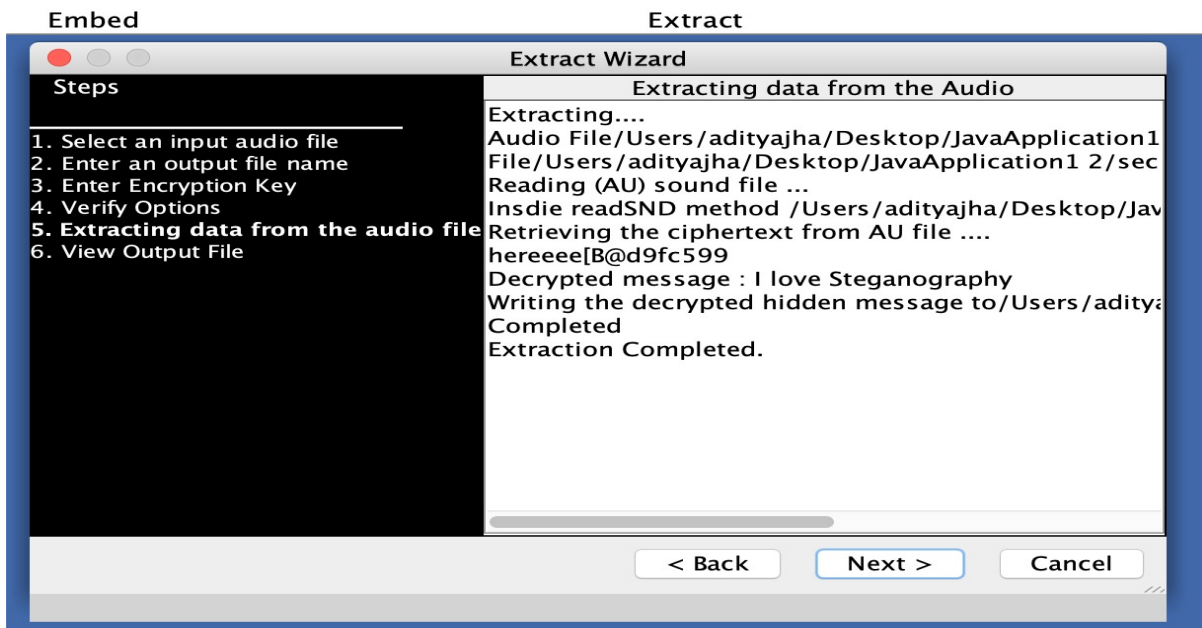 Embed Extract
Extract Wizard
Steps
1. Select an input audio file
2. Enter an output file name
3. Enter Encryption Key
4. Verify Options
5. Extracting data from the audio file
6. View Output File
Extracting data from the Audio
Extracting....
Audio File/Users/adityajha/Desktop/JavaApplication1
File/Users/adityajha/Desktop/JavaApplication1 2/sec
Reading (AU) sound file ...
Insdie readSND method /Users/adityajha/Desktop/Jav
Retrieving the ciphertext from AU file ....
hereeee[B@d9fc599
Decrypted message : I love Steganography
Writing the decrypted hidden message to/Users/aditya
Completed
Extraction Completed.
< Back Next > Cancel